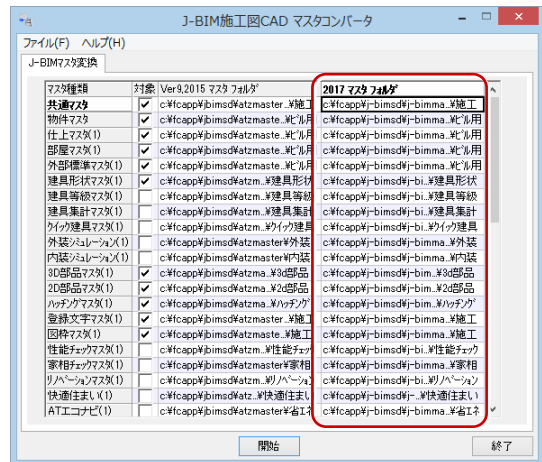 J-BIM施工図CAD マスタコンバータ
ファイル(F) ヘルプ(H)
J-BIMマスタ変換
マスタ種類 対象 Ver9,2015 マスタ フォルダ 2017 マスタ フォルダ
共通マスタ c:¥fcapp¥jbimsd¥atzmaster..¥施工 c:¥fcapp¥j-bimsd¥j-bimma..¥施工
物件マスタ c:¥fcapp¥jbimsd¥atzmaste..¥ビル用 c:¥fcapp¥j-bimsd¥j-bimma..¥ビル用
仕上マスタ(1) c:¥fcapp¥jbimsd¥atzmaste..¥ビル用 c:¥fcapp¥j-bimsd¥j-bimma..¥ビル用
部屋マスタ(1) c:¥fcapp¥jbimsd¥atzmaste..¥ビル用 c:¥fcapp¥j-bimsd¥j-bimma..¥ビル用
外部標準マスタ(1) c:¥fcapp¥jbimsd¥atzmaste..¥ビル用 c:¥fcapp¥j-bimsd¥j-bimma..¥ビル用
建具形状マスタ(1) c:¥fcapp¥jbimsd¥atzm..¥建具形状 c:¥fcapp¥j-bimsd¥j-bi..¥建具形状
建具等級マスタ(1) c:¥fcapp¥jbimsd¥atzm..¥建具等級 c:¥fcapp¥j-bimsd¥j-bi..¥建具等級
建具集計マスタ(1) c:¥fcapp¥jbimsd¥atzm..¥建具集計 c:¥fcapp¥j-bimsd¥j-bi..¥建具集計
クイック建具マスタ(1) c:¥fcapp¥jbimsd¥atzm..¥クイック建具 c:¥fcapp¥j-bimsd¥j-bi..¥クイック建具
外装シミュレーション(1) c:¥fcapp¥jbimsd¥atzmaster¥外装 c:¥fcapp¥j-bimsd¥j-bimma..¥外装
内装シミュレーション(1) c:¥fcapp¥jbimsd¥atzmaster¥内装 c:¥fcapp¥j-bimsd¥j-bimma..¥内装
3D部品マスタ(1) c:¥fcapp¥jbimsd¥atzma..¥3d部品 c:¥fcapp¥j-bimsd¥j-bim..¥3d部品
2D部品マスタ(1) c:¥fcapp¥jbimsd¥atzma..¥2d部品 c:¥fcapp¥j-bimsd¥j-bim..¥2d部品
ハッチングマスタ(1) c:¥fcapp¥jbimsd¥atzma..¥ハッチング c:¥fcapp¥j-bimsd¥j-bim..¥ハッチング
登録文字マスタ(1) c:¥fcapp¥jbimsd¥atzmaster..¥施工 c:¥fcapp¥j-bimsd¥j-bimma..¥施工
図枠マスタ(1) c:¥fcapp¥jbimsd¥atzmaste..¥施工 c:¥fcapp¥j-bimsd¥j-bimma..¥施工
性能チェックマスタ(1) c:¥fcapp¥jbimsd¥atzm..¥性能チェック c:¥fcapp¥j-bimsd¥j-bi..¥性能チェック
家相チェックマスタ(1) c:¥fcapp¥jbimsd¥atzmaster¥家相 c:¥fcapp¥j-bimsd¥j-bimma..¥家相
リノベーションマスタ(1) c:¥fcapp¥jbimsd¥atzm..¥リノベーション c:¥fcapp¥j-bimsd¥j-bi..¥リノベーション
快適住まい(1) c:¥fcapp¥jbimsd¥atz..¥快適住まい c:¥fcapp¥j-bimsd¥j-..¥快適住まい
ATエコナビ(1) c:¥fcapp¥jbimsd¥atzmaster¥省エネ c:¥fcapp¥j-bimsd¥j-bimma..¥省エネ
開始 終了